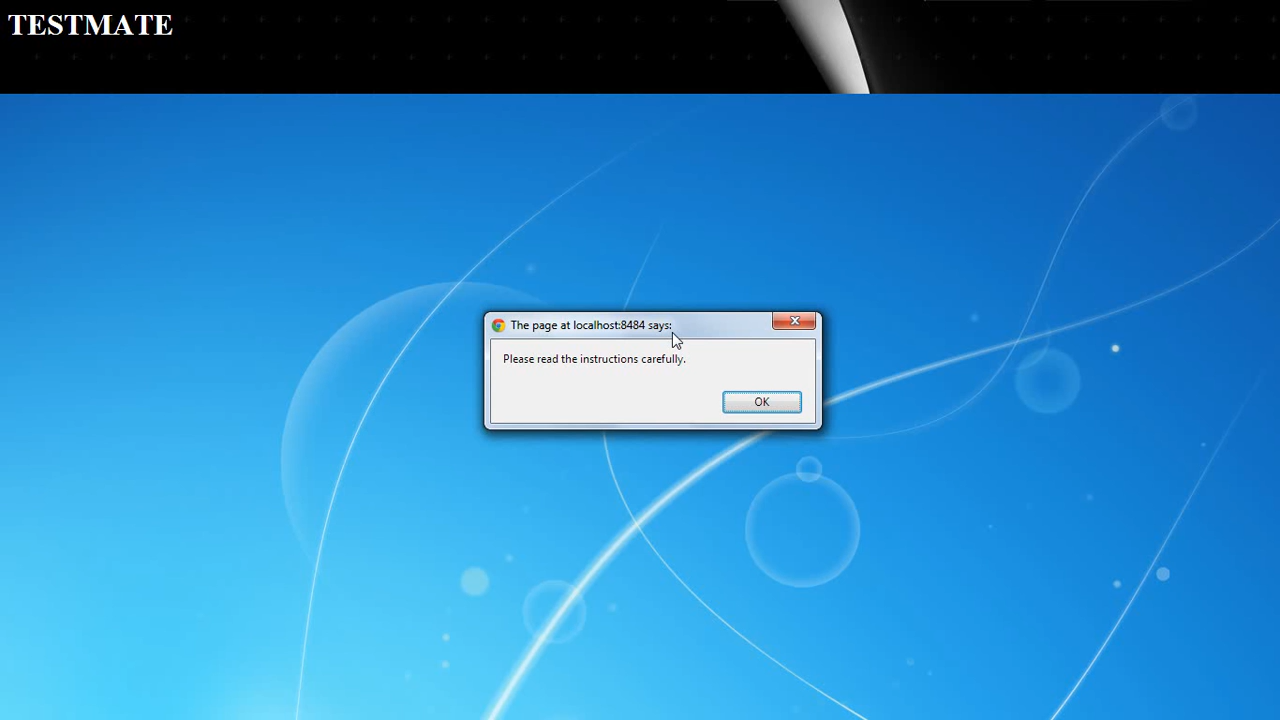 TESTMATE
The page at localhost:8484 says:
Please read the instructions carefully.
OK